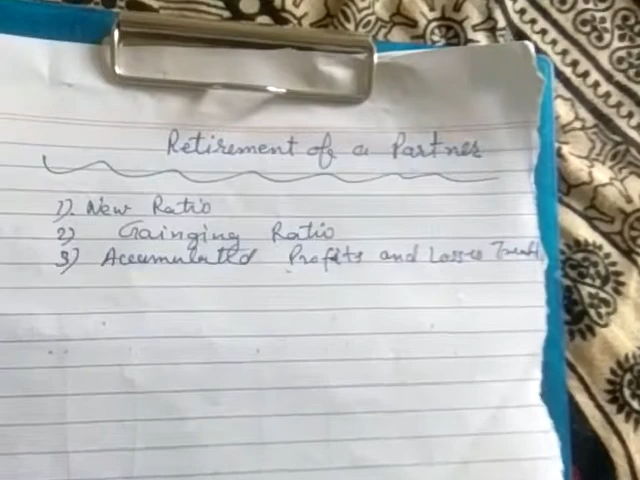 Retirement of a Partner
1). New Ratio
2) Gainging Ratio
3) Accumulated Profits and Losses